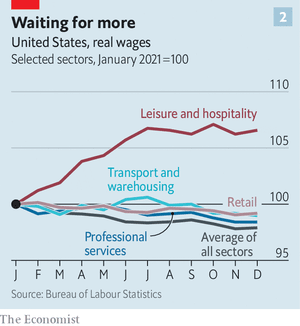 Waiting for more
2
United States, real wages
Selected sectors, January 2021=100
110
Leisure and hospitality
105
Transport and
warehousing
Retail
100
Professional
services
Average of
all sectors
95
J F M A M J J A S O N D
Source: Bureau of Labour Statistics
The Economist